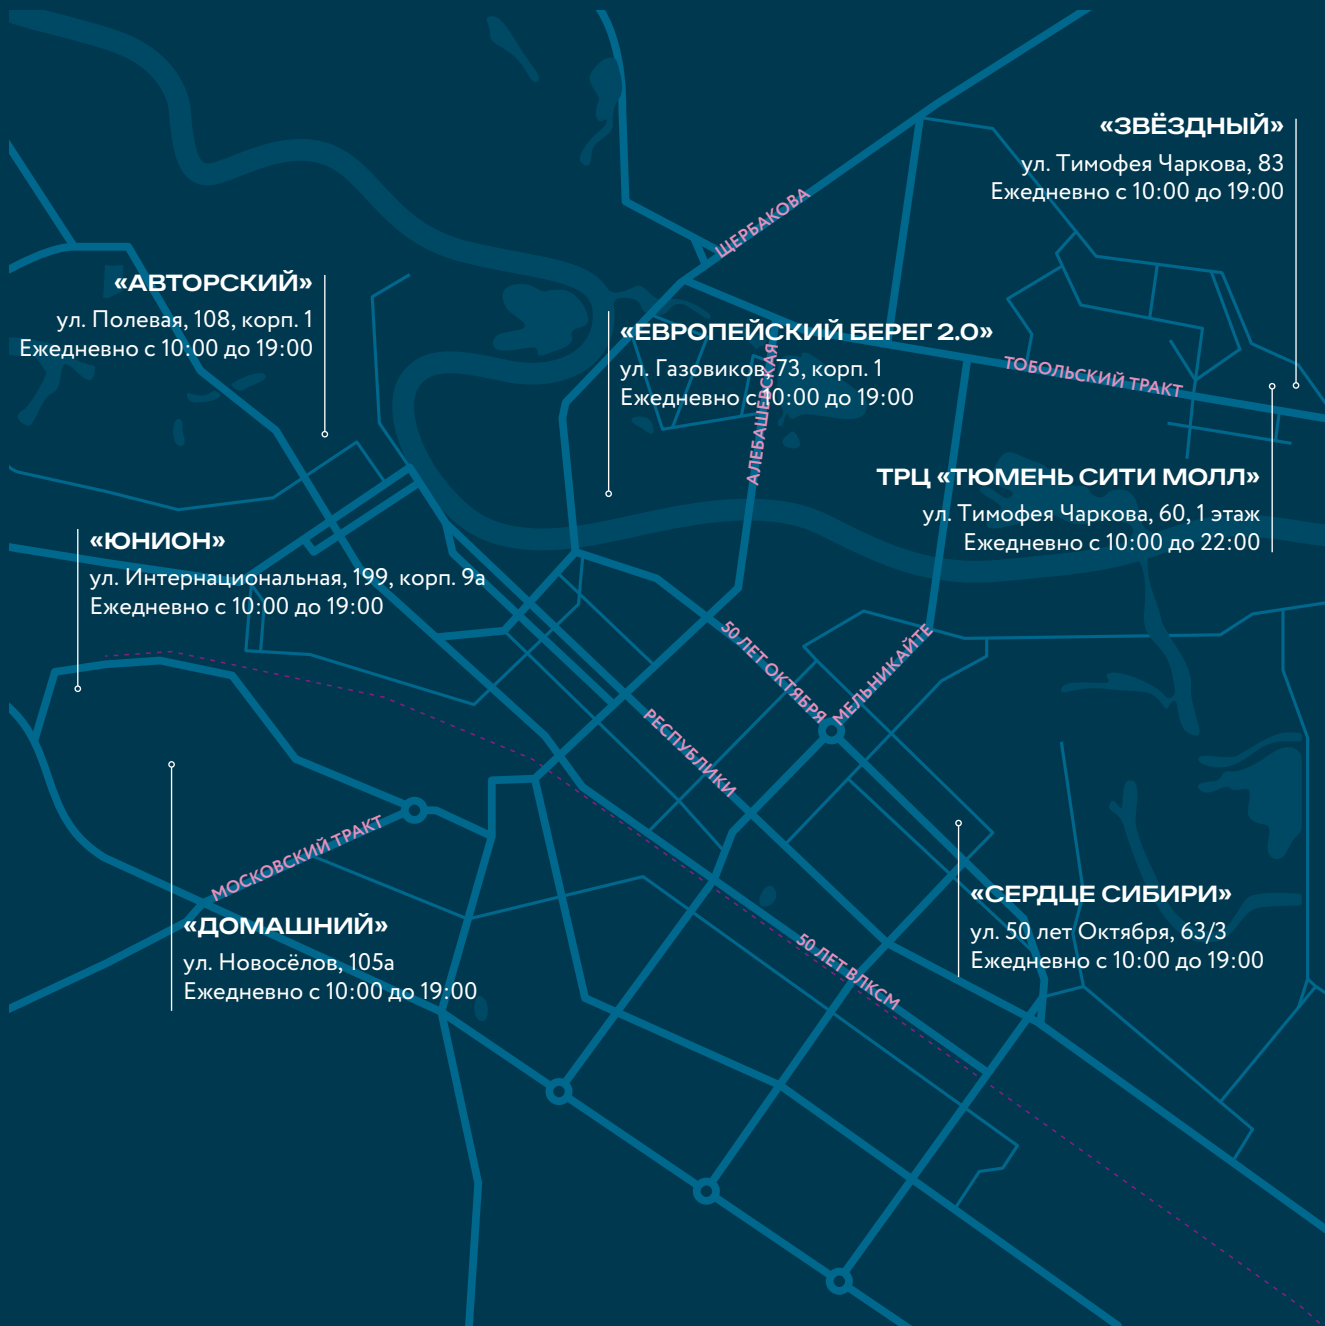 «ЗВЁЗДНЫЙ»
ул. Тимофея Чаркова, 83
Ежедневно с 10:00 до 19:00
ЩЕРБАКОВА
«АВТОРСКИЙ»
ул. Полевая, 108, корп. 1
Ежедневно с 10:00 до 19:00
«ЕВРОПЕЙСКИЙ БЕРЕГ 2.0»
ул. Газовиков, 73, корп. 1
Ежедневно с 10:00 до 19:00
АЛЕБАШЕВСКАЯ
ТОБОЛЬСКИЙ ТРАКТ
ТРЦ «ТЮМЕНЬ СИТИ МОЛЛ»
ул. Тимофея Чаркова, 60, 1 этаж
Ежедневно с 10:00 до 22:00
«ЮНИОН»
ул. Интернациональная, 199, корп. 9а
Ежедневно с 10:00 до 19:00
50 ЛЕТ ОКТЯБРЯ
МЕЛЬНИКАЙТЕ
РЕСПУБЛИКИ
МОСКОВСКИЙ ТРАКТ
«ДОМАШНИЙ»
ул. Новосёлов, 105а
Ежедневно с 10:00 до 19:00
«СЕРДЦЕ СИБИРИ»
ул. 50 лет Октября, 63/3
Ежедневно с 10:00 до 19:00
50 ЛЕТ ВЛКСМ